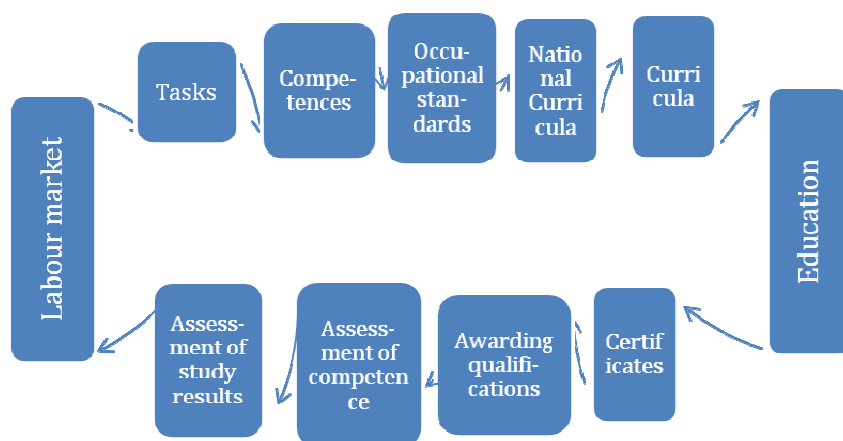 Labour market
Tasks
Compe-
tences
Occu-
pational
stan-
dards
Natio
nal
Curri
cula
Curri
cula
Education
Assess-
ment of
study
results
Assess-
ment of
competen
ce
Awarding
qualifi-
cations
Certif
icates